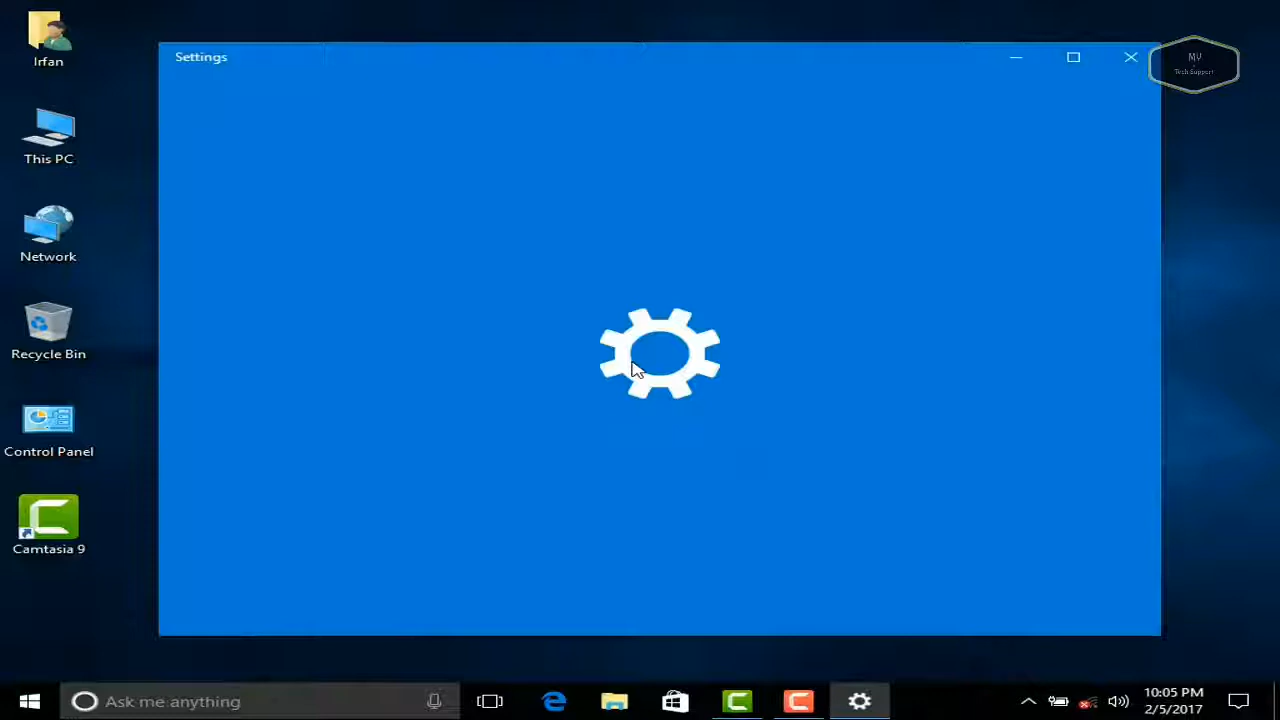 Settings
MV
Tech Support
Irfan
This PC
Network
Recycle Bin
Control Panel
Camtasia 9
Ask me anything
10:05 PM
2/5/2017